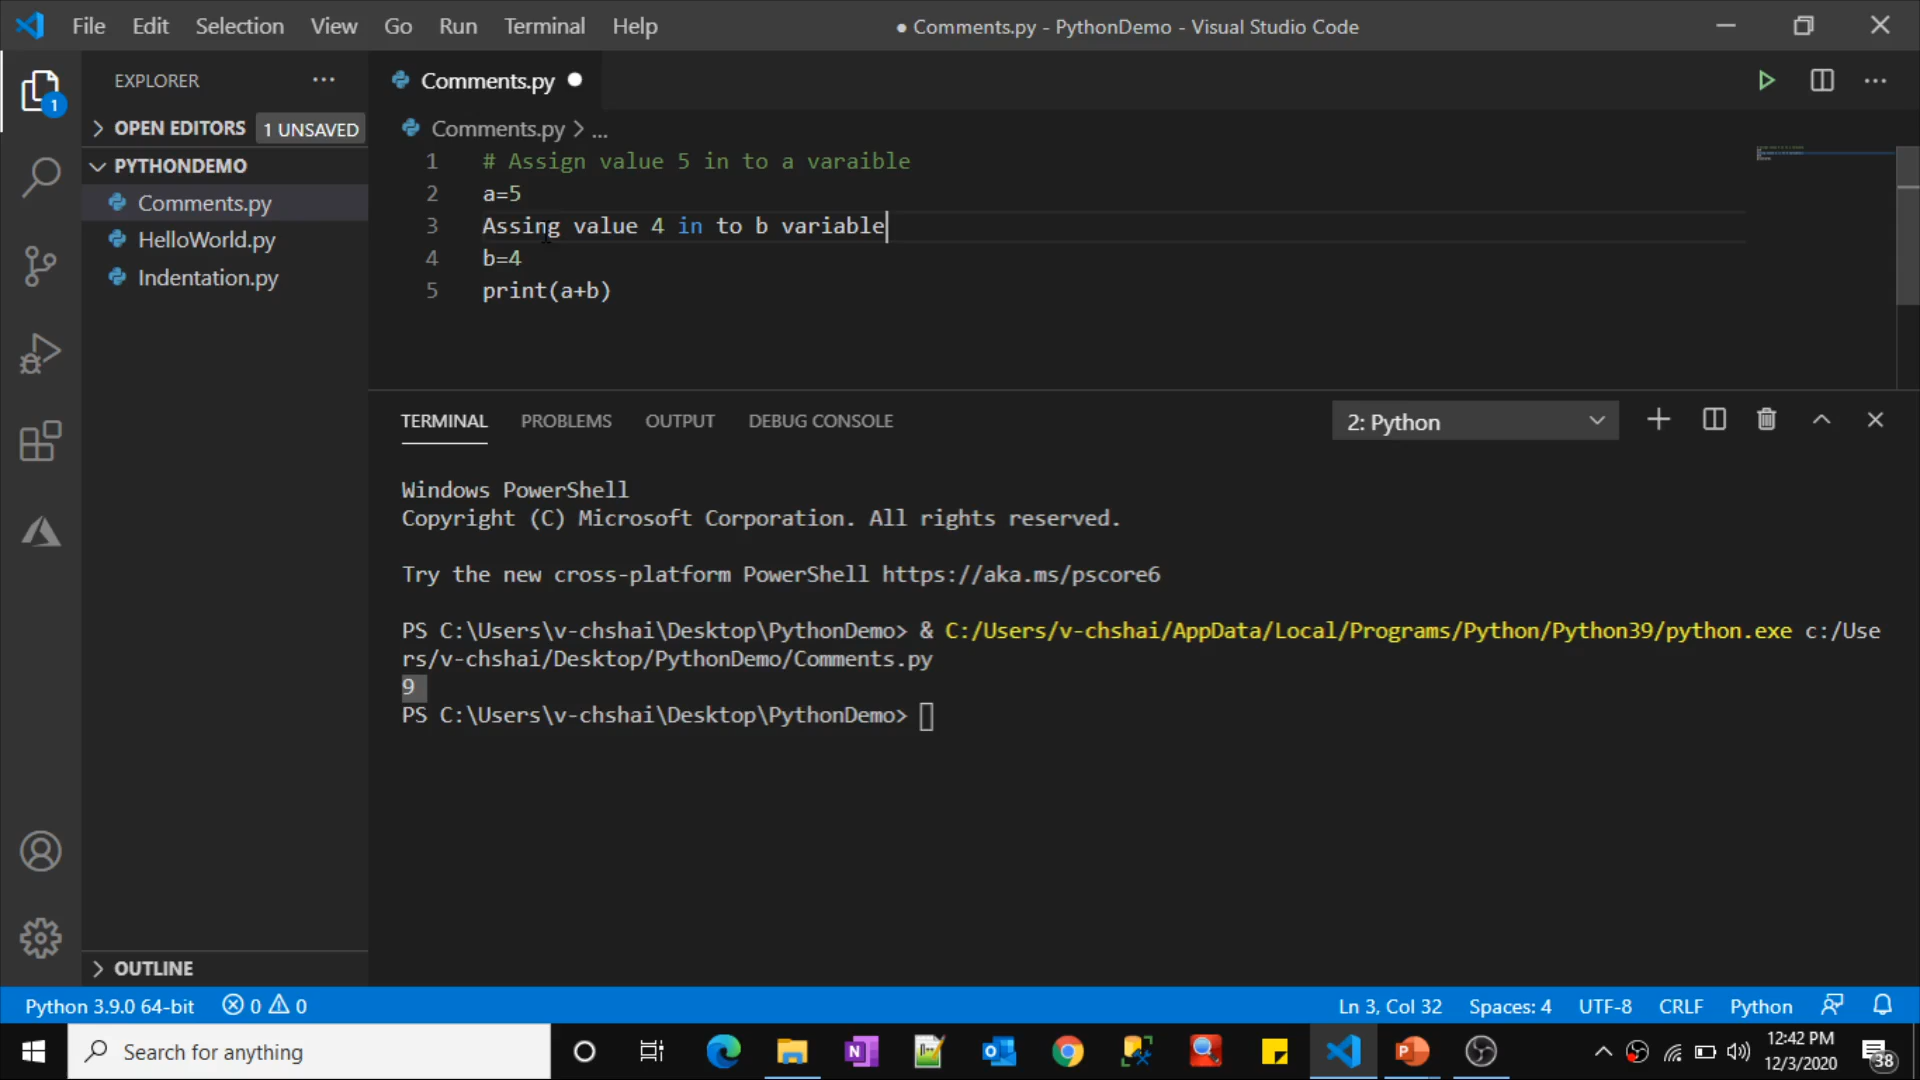 File Edit Selection View Go Run Terminal Help ● Comments.py - PythonDemo - Visual Studio Code
EXPLORER ...
Comments.py ●
OPEN EDITORS 1 UNSAVED
Comments.py > ...
PYTHONDEMO
Comments.py
HelloWorld.py
Indentation.py
1
1 # Assign value 5 in to a varaible
2 a=5
3 Assing value 4 in to b variable
4 b=4
5 print(a+b)
TERMINAL PROBLEMS OUTPUT DEBUG CONSOLE 2: Python
Windows PowerShell
Copyright (C) Microsoft Corporation. All rights reserved.
Try the new cross-platform PowerShell https://aka.ms/pscore6
PS C:\Users\v-chshai\Desktop\PythonDemo> & C:/Users/v-chshai/AppData/Local/Programs/Python/Python39/python.exe c:/Use
rs/v-chshai/Desktop/PythonDemo/Comments.py
9
PS C:\Users\v-chshai\Desktop\PythonDemo>
OUTLINE
Python 3.9.0 64-bit 0 0 Ln 3, Col 32 Spaces: 4 UTF-8 CRLF Python
Search for anything
12:42 PM
12/3/2020
38